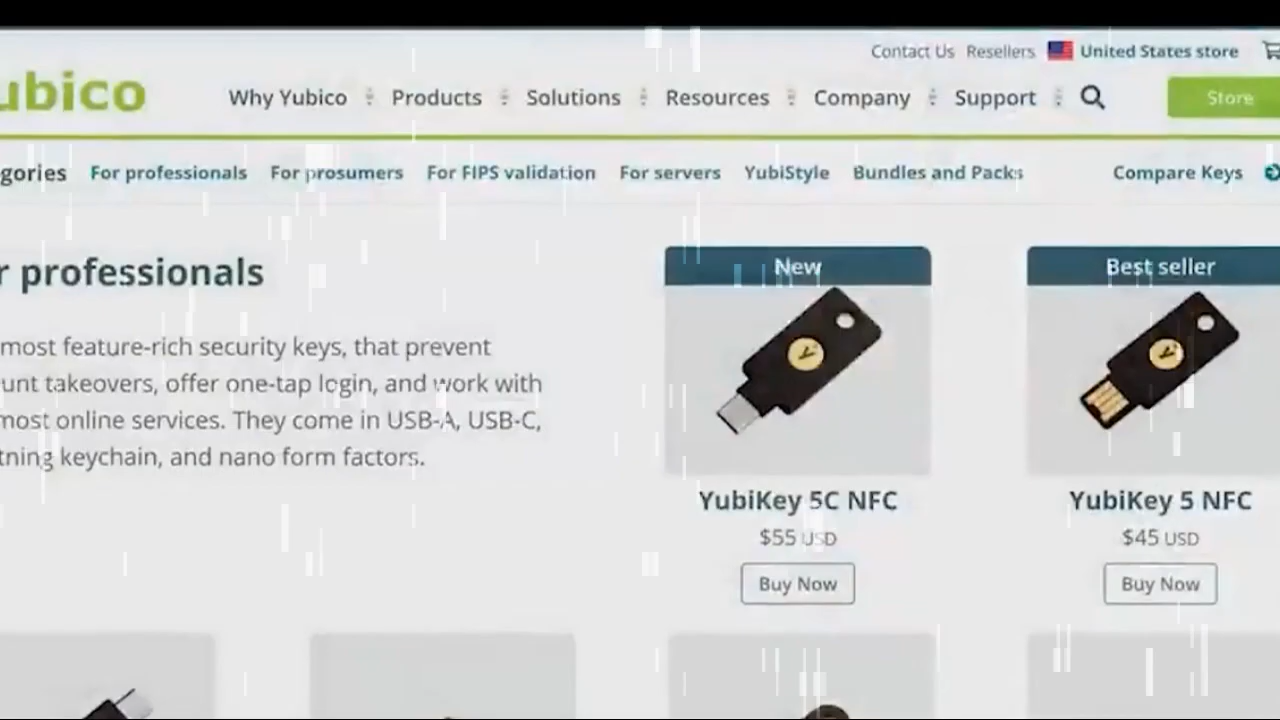 Contact Us Resellers United States store
ubico
Why Yubico Products Solutions Resources Company Support
Store
gories For professionals For prosumers For FIPS validation For servers YubiStyle Bundles and Packs Compare Keys
r professionals
most feature-rich security keys, that prevent
unt takeovers, offer one-tap login, and work with
most online services. They come in USB-A, USB-C,
tning keychain, and nano form factors.
New
YubiKey 5C NFC
$55 USD
Buy Now
Best seller
YubiKey 5 NFC
$45 USD
Buy Now